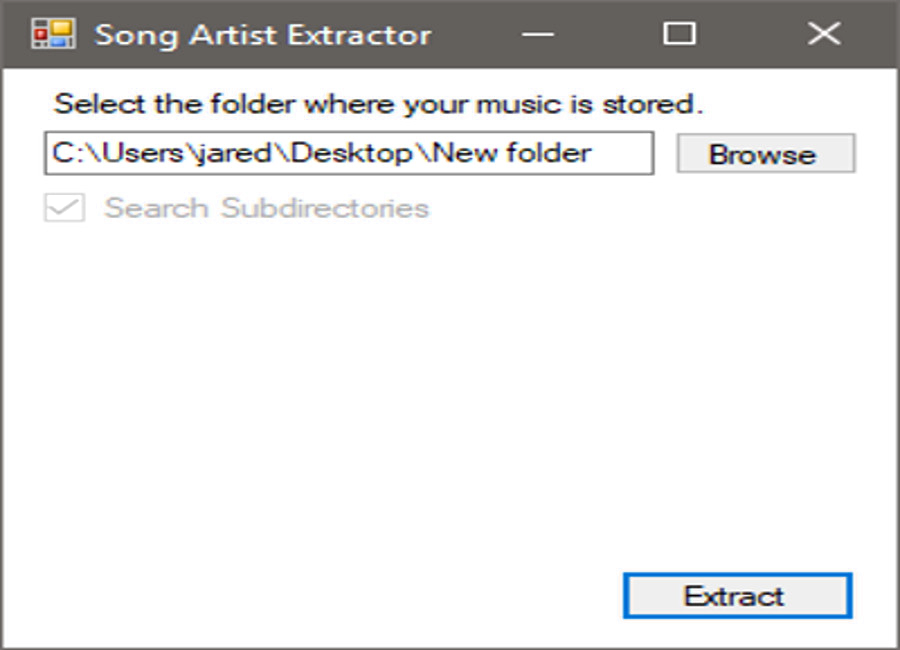 Song Artist Extractor
Select the folder where your music is stored.
C:\Users\jared\Desktop\New folder
Browse
Search Subdirectories
Extract